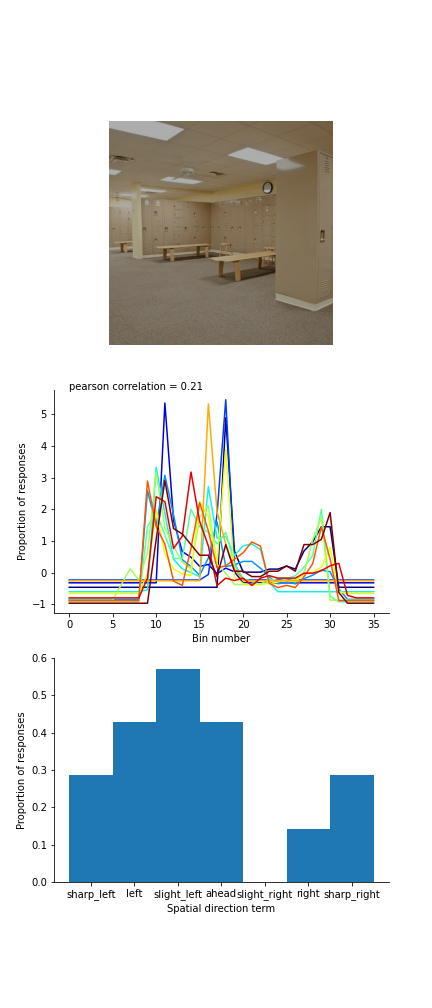 pearson correlation = 0.21
Proportion of responses
5
4
3
2
1
0
−1
0 5 10 15 20 25 30 35
Bin number
Proportion of responses
0.6
0.5
0.4
0.3
0.2
0.1
0.0
sharp_left left slight_left ahead slight_right right sharp_right
Spatial direction term